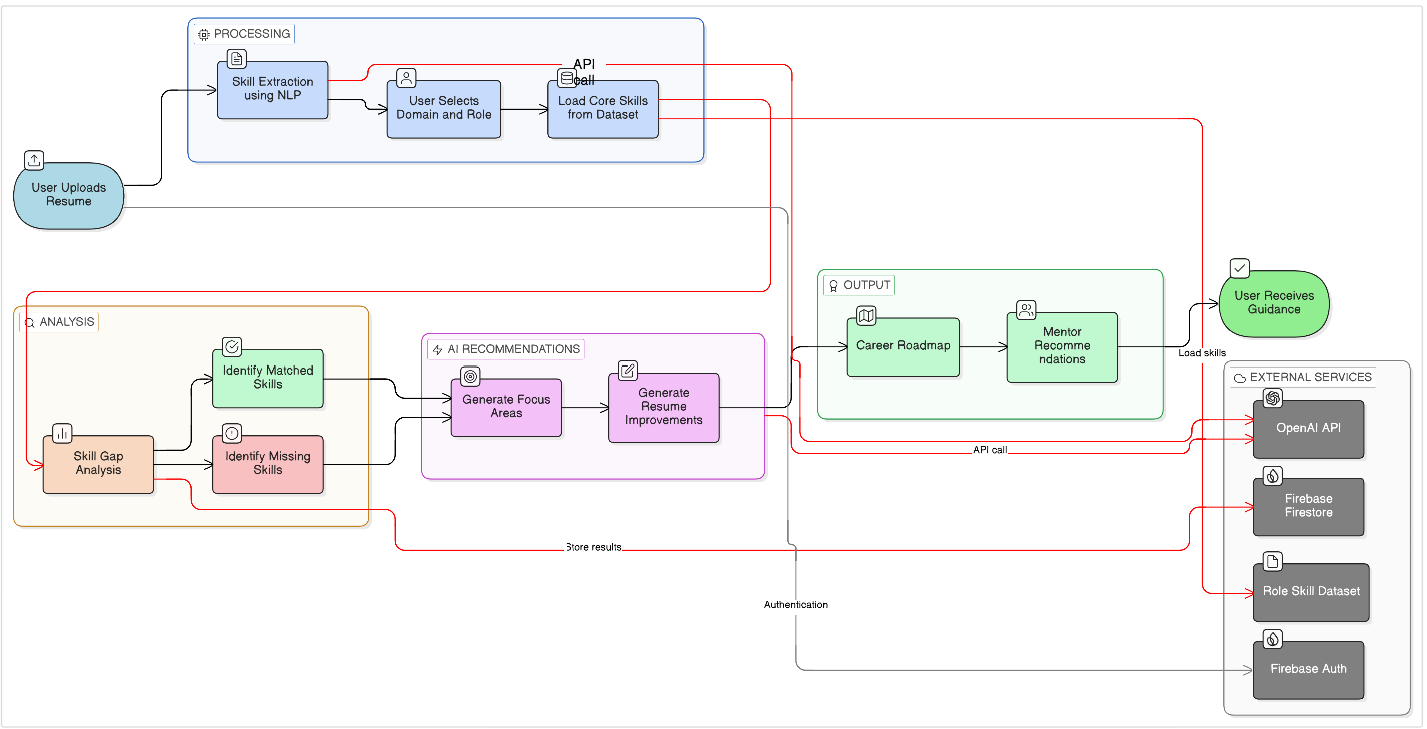 PROCESSING
API
call
Skill Extraction
using NLP
User Selects
Domain and Role
Load Core Skills
from Dataset
User Uploads
Resume
OUTPUT
Career Roadmap
Mentor
Recomme
ndations
User Receives
Guidance
Load skills
ANALYSIS
Identify Matched
Skills
Skill Gap
Analysis
Identify Missing
Skills
AI RECOMMENDATIONS
Generate Focus
Areas
Generate
Resume
Improvements
API call
Store results
Authentication
EXTERNAL SERVICES
OpenAI API
Firebase
Firestore
Role Skill Dataset
Firebase Auth